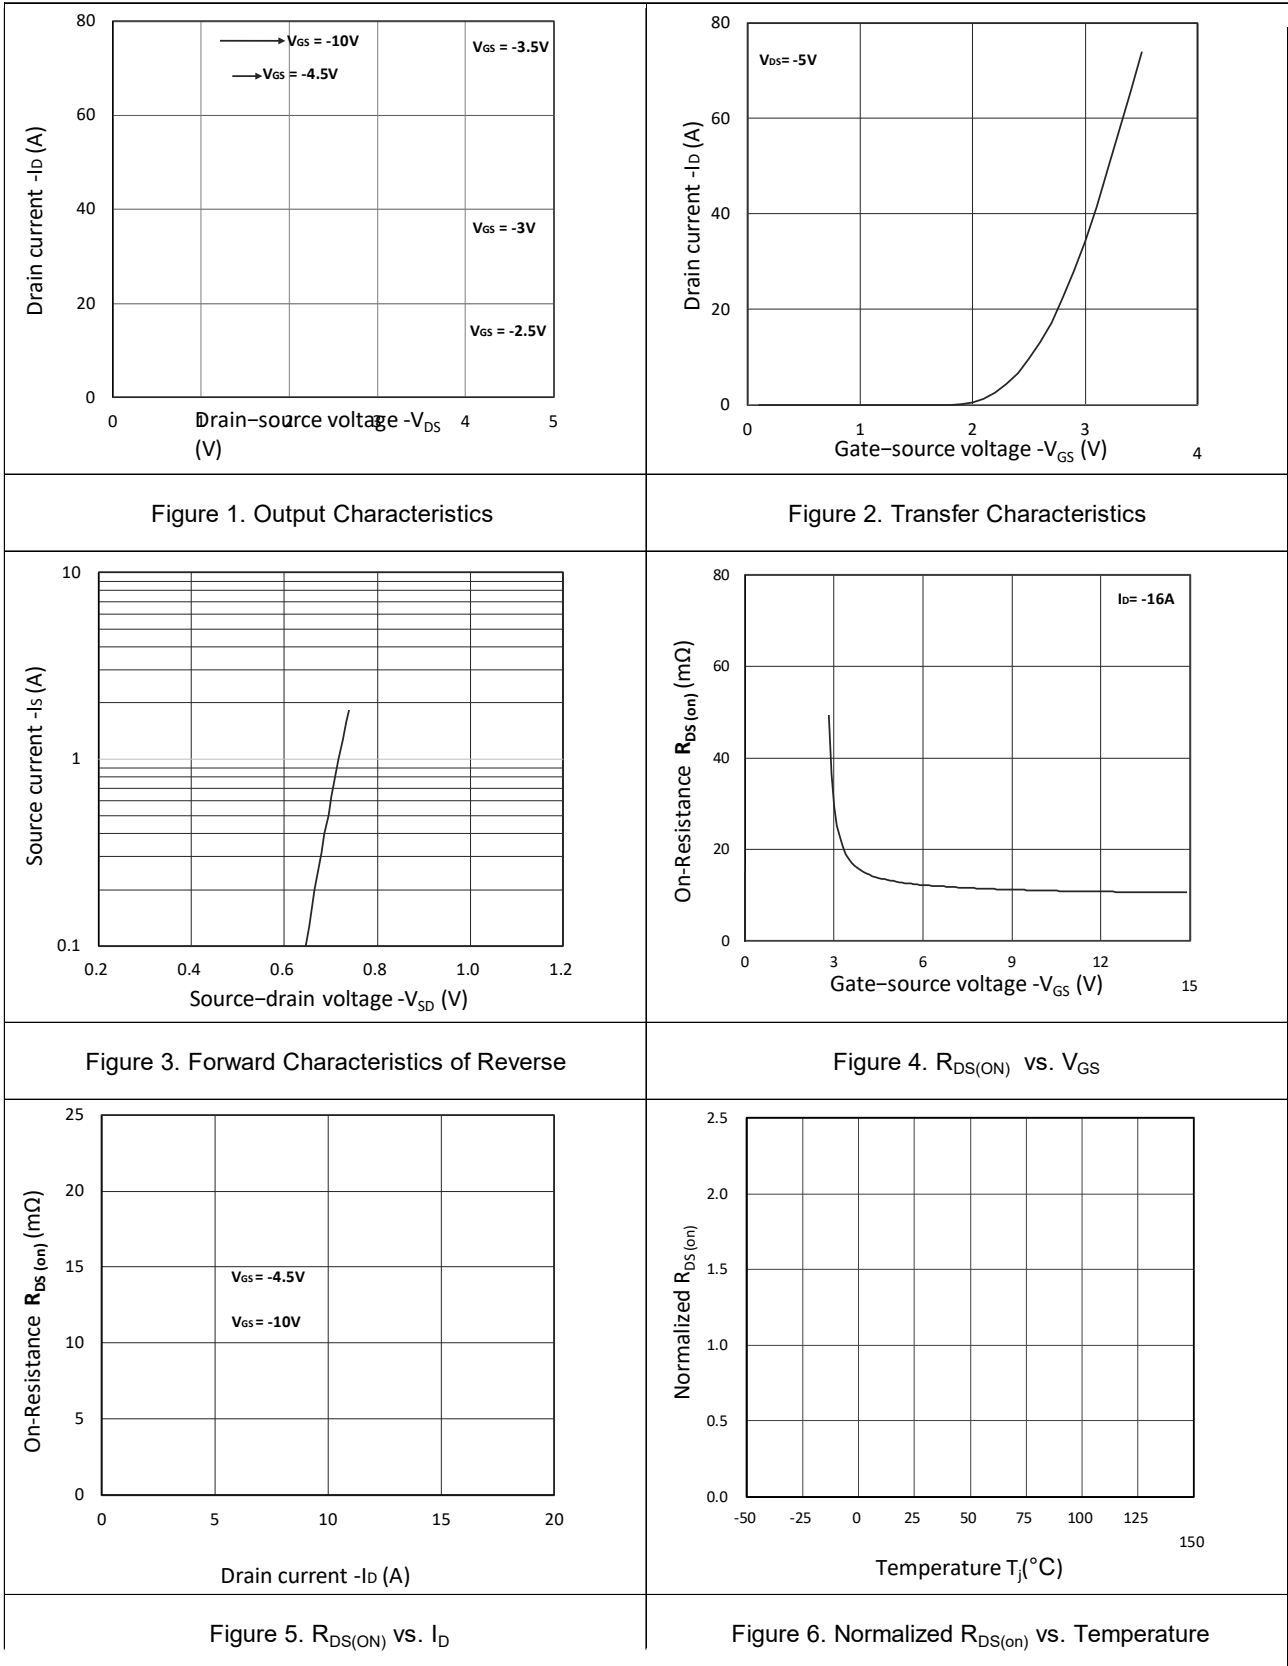 80
60
40
20
0
Drain current -ID (A)
VGS = -10V
VGS = -4.5V
VGS = -3.5V
VGS = -3V
VGS = -2.5V
0 1 2 3 4 5
Drain−source voltage -VDS
(V)
Figure 1. Output Characteristics
80
60
40
20
0
Drain current -ID (A)
VDS= -5V
0 1 2 3 4
Gate−source voltage -VGS (V)
Figure 2. Transfer Characteristics
10
1
0.1
Source current -IS (A)
0.2 0.4 0.6 0.8 1.0 1.2
Source−drain voltage -VSD (V)
Figure 3. Forward Characteristics of Reverse
80
60
40
20
0
On-Resistance RDS(on) (mΩ)
ID= -16A
0 3 6 9 12 15
Gate−source voltage -VGS (V)
Figure 4. RDS(ON) vs. VGS
25
20
15
10
5
0
On-Resistance RDS(on) (mΩ)
VGS= -4.5V
VGS= -10V
0 5 10 15 20
Drain current -ID (A)
Figure 5. RDS(ON) vs. ID
2.5
2.0
1.5
1.0
0.5
0.0
Normalized RDS(on)
-50 -25 0 25 50 75 100 125 150
Temperature Tj(°C)
Figure 6. Normalized RDS(on) vs. Temperature